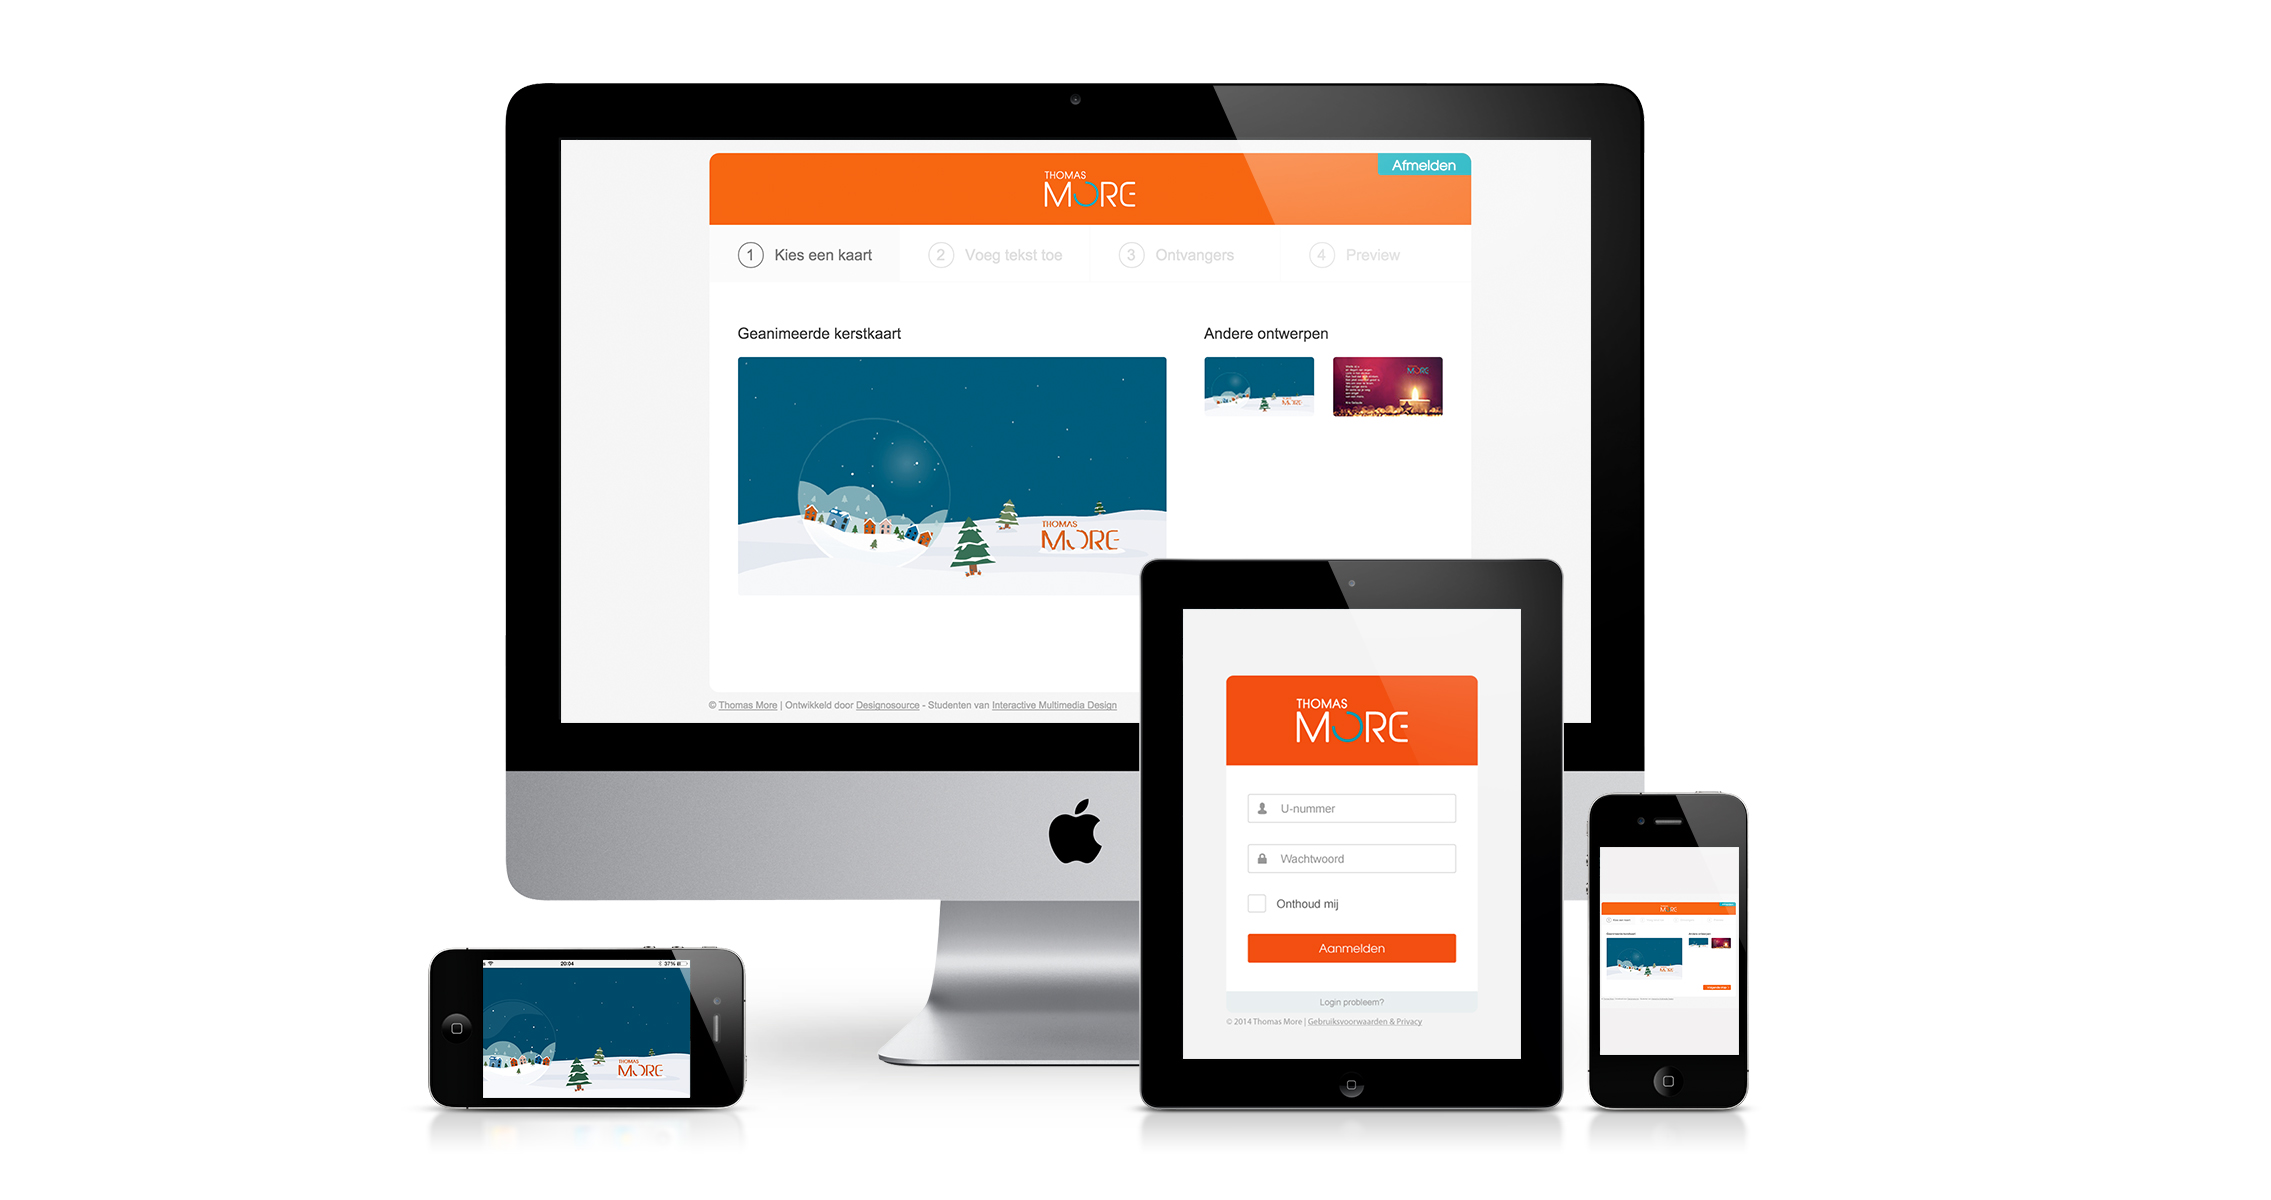 THOMAS
MORE
Afmelden
1 Kies een kaart
2 Voeg tekst toe
3 Ontvangers
4 Preview
Geanimeerde kerstkaart
Andere ontwerpen
THOMAS
MORE
MORE
© Thomas More | Ontwikkeld door Designosource - Studenten van Interactive Multimedia Design
THOMAS
MORE
U-nummer
Wachtwoord
Onthoud mij
Aanmelden
Login probleem?
© 2014 Thomas More | Gebruiksvoorwaarden & Privacy
20:04
37%
THOMAS
MORE